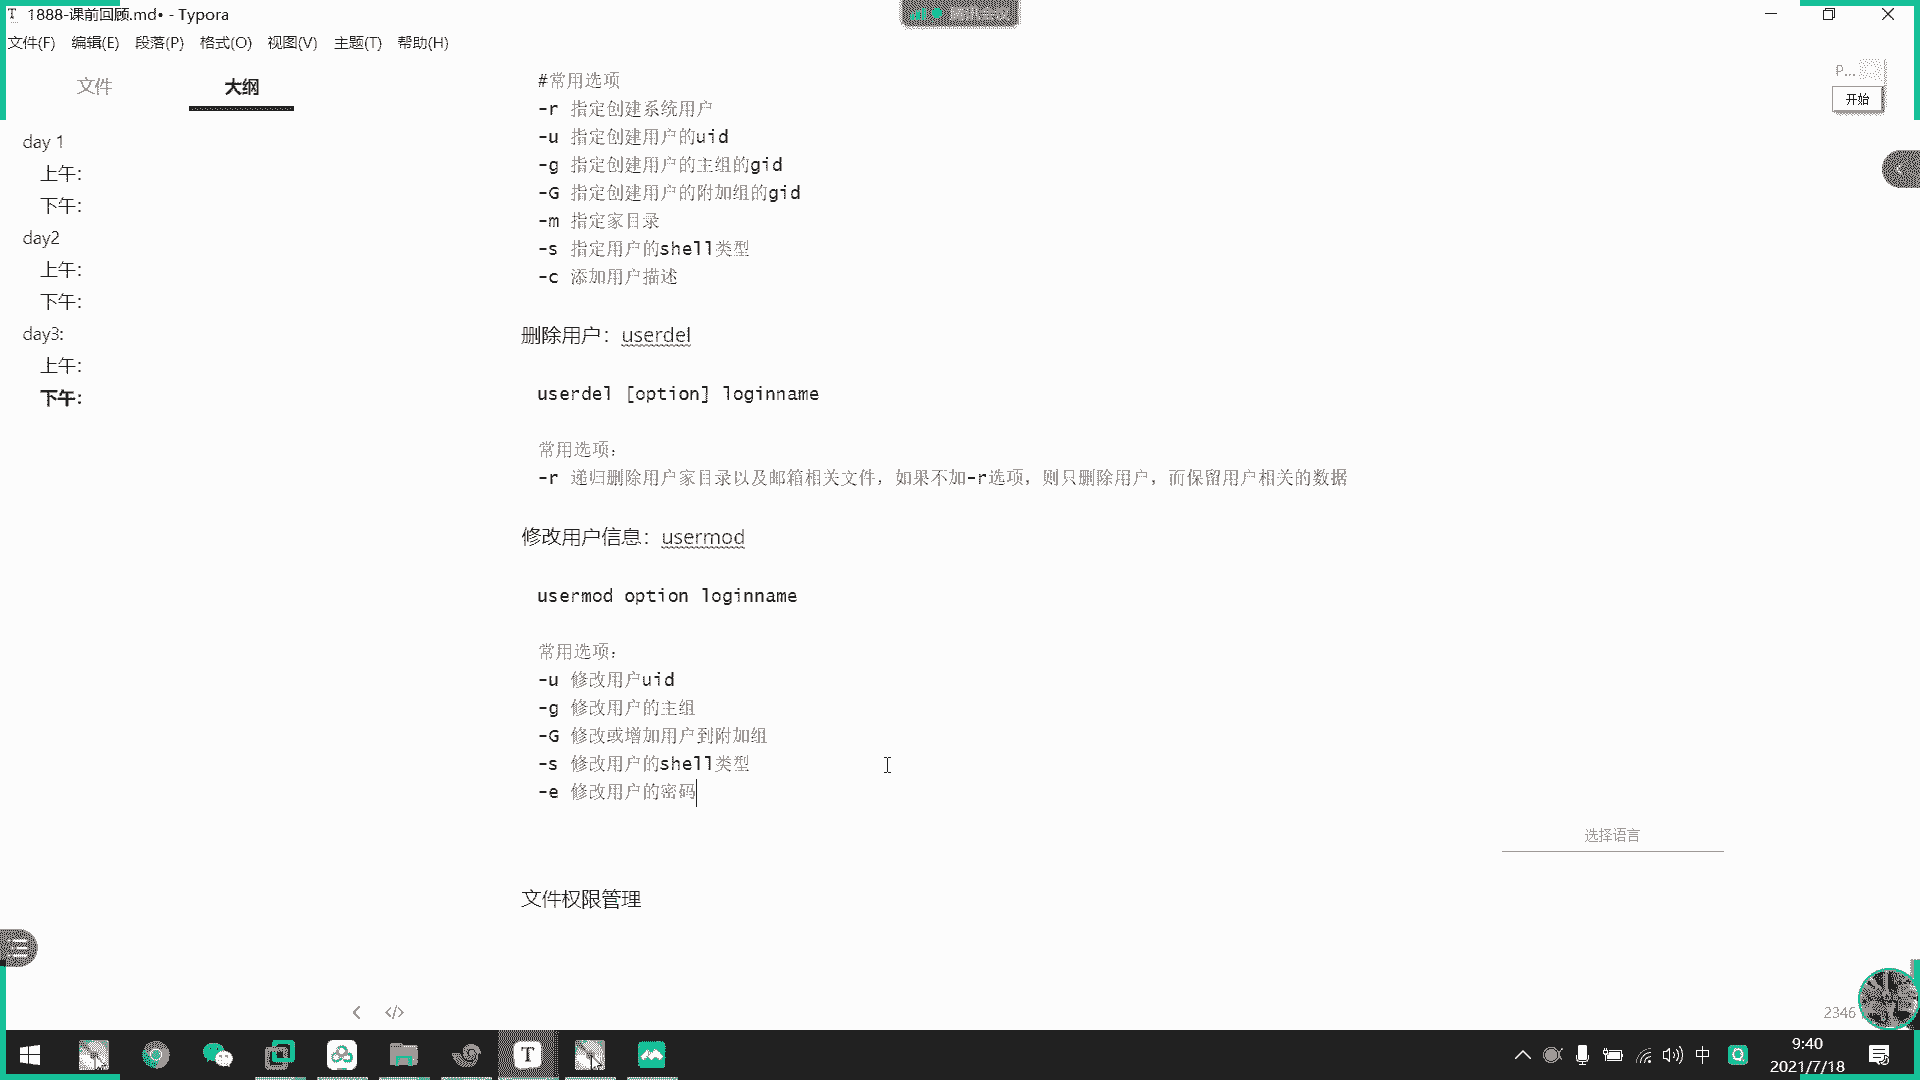 1888-课前回顾.md• - Typora
腾讯会议
文件(F) 编辑(E) 段落(P) 格式(O) 视图(V) 主题(T) 帮助(H)
文件 大纲
day 1
上午：
下午：
day2
上午：
下午：
day3:
上午：
下午：
#常用选项
-r 指定创建系统用户
-u 指定创建用户的uid
-g 指定创建用户的主组的gid
-G 指定创建用户的附加组的gid
-m 指定家目录
-s 指定用户的shell类型
-c 添加用户描述
删除用户：userdel
userdel [option] loginname
常用选项：
-r 递归删除用户家目录以及邮箱相关文件，如果不加-r选项，则只删除用户，而保留用户相关的数据
修改用户信息：usermod
usermod option loginname
常用选项：
-u 修改用户uid
-g 修改用户的主组
-G 修改或增加用户到附加组
-s 修改用户的shell类型
-e 修改用户的密码
选择语言
文件权限管理
P...
开始
2346
中
9:40
2021/7/18